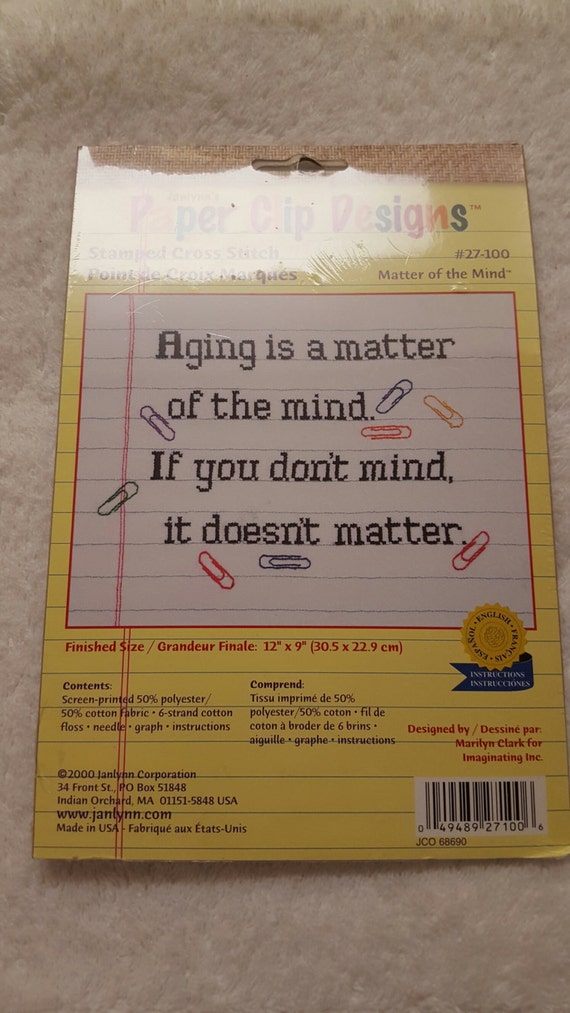 Janlynn's
Paper Clip Designs™
Stamped Cross Stitch
#27-100
Point de Croix Marqués
Matter of the Mind™
Aging is a matter
of the mind.
If you don't mind,
it doesn't matter.
Finished Size / Grandeur Finale: 12" x 9" (30.5 x 22.9 cm)
ESPAÑOL • ENGLISH • FRANÇAIS •
INSTRUCTIONS
INSTRUCCIONES
Contents:
Screen-printed 50% polyester/
50% cotton fabric • 6-strand cotton
floss • needle • graph • instructions
Comprend:
Tissu imprimé de 50%
polyester/50% coton • fil de
coton à broder de 6 brins •
aiguille • graphe • instructions
Designed by / Dessiné par:
Marilyn Clark for
Imaginating Inc.
©2000 Janlynn Corporation
34 Front St., PO Box 51848
Indian Orchard, MA 01151-5848 USA
www.janlynn.com
Made in USA - Fabriqué aux États-Unis
0 49489 27100 6
JCO 68690